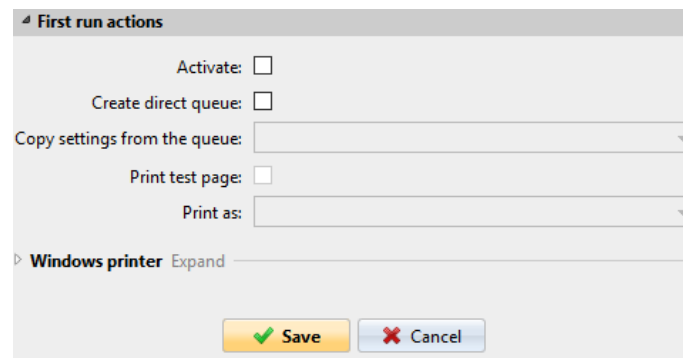 First run actions
Activate:
Create direct queue:
Copy settings from the queue:
Print test page:
Print as:
Windows printer Expand
Save Cancel